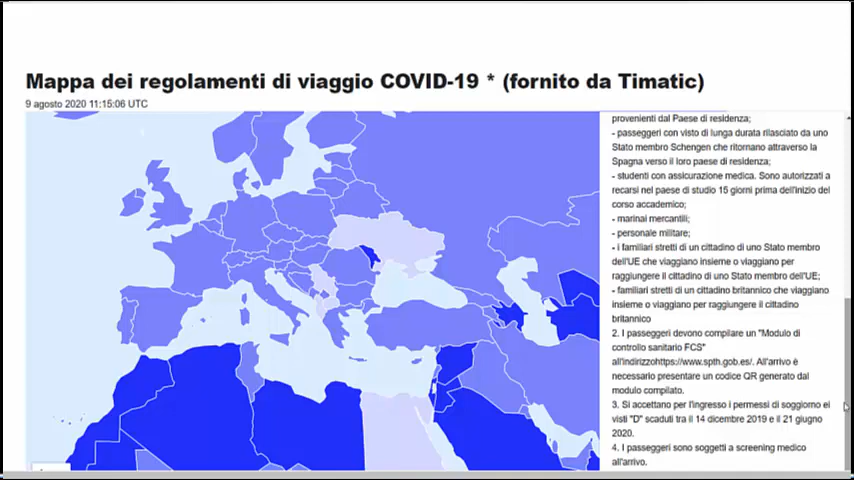 Mappa dei regolamenti di viaggio COVID-19 * (fornito da Timatic)
9 agosto 2020 11:15:06 UTC
provenienti dal Paese di residenza;
- passeggeri con visto di lunga durata rilasciato da uno
Stato membro Schengen che ritornano attraverso la
Spagna verso il loro paese di residenza;
- studenti con assicurazione medica. Sono autorizzati a
recarsi nel paese di studio 15 giorni prima dell'inizio del
corso accademico;
- marinai mercantili;
- personale militare;
- i familiari stretti di un cittadino di uno Stato membro
dell'UE che viaggiano insieme o viaggiano per
raggiungere il cittadino di uno Stato membro dell'UE;
- familiari stretti di un cittadino britannico che viaggiano
insieme o viaggiano per raggiungere il cittadino
britannico
2. I passeggeri devono compilare un "Modulo di
controllo sanitario FCS"
all'indirizzohttps://www.spth.gob.es/. All'arrivo è
necessario presentare un codice QR generato dal
modulo compilato.
3. Si accettano per l'ingresso i permessi di soggiorno ei
visti "D" scaduti tra il 14 dicembre 2019 e il 21 giugno
2020.
4. I passeggeri sono soggetti a screening medico
all'arrivo.